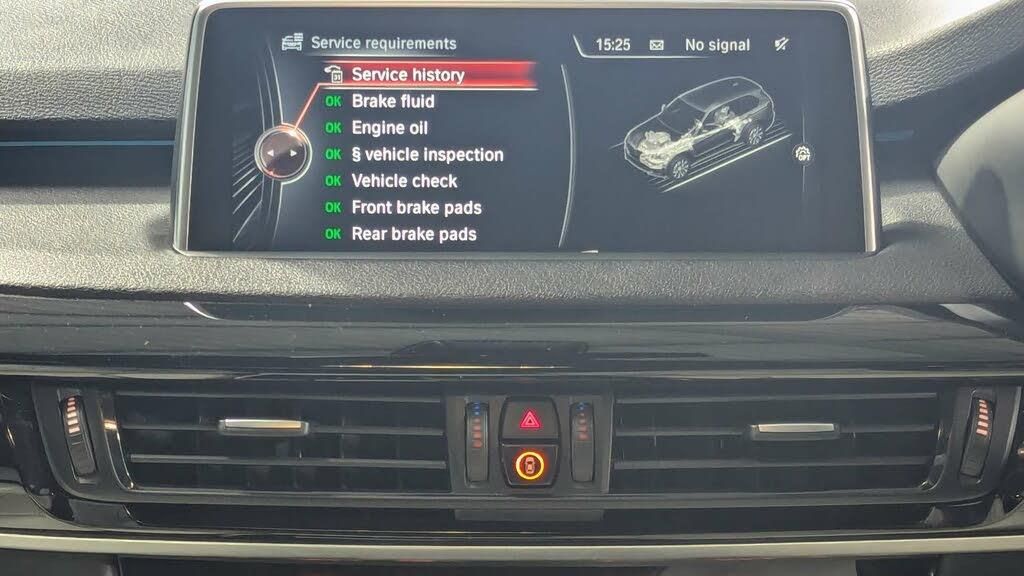 Service requirements
15:25 No signal
Service history
OK Brake fluid
OK Engine oil
OK § vehicle inspection
OK Vehicle check
OK Front brake pads
OK Rear brake pads
OFF